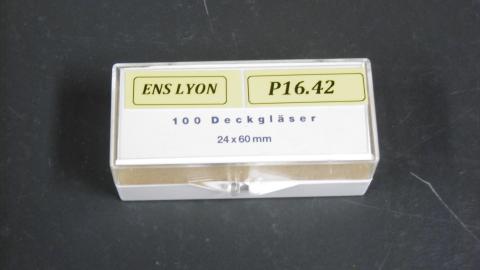 ENS LYON P16.42
100 Deckgläser
24 x 60 mm